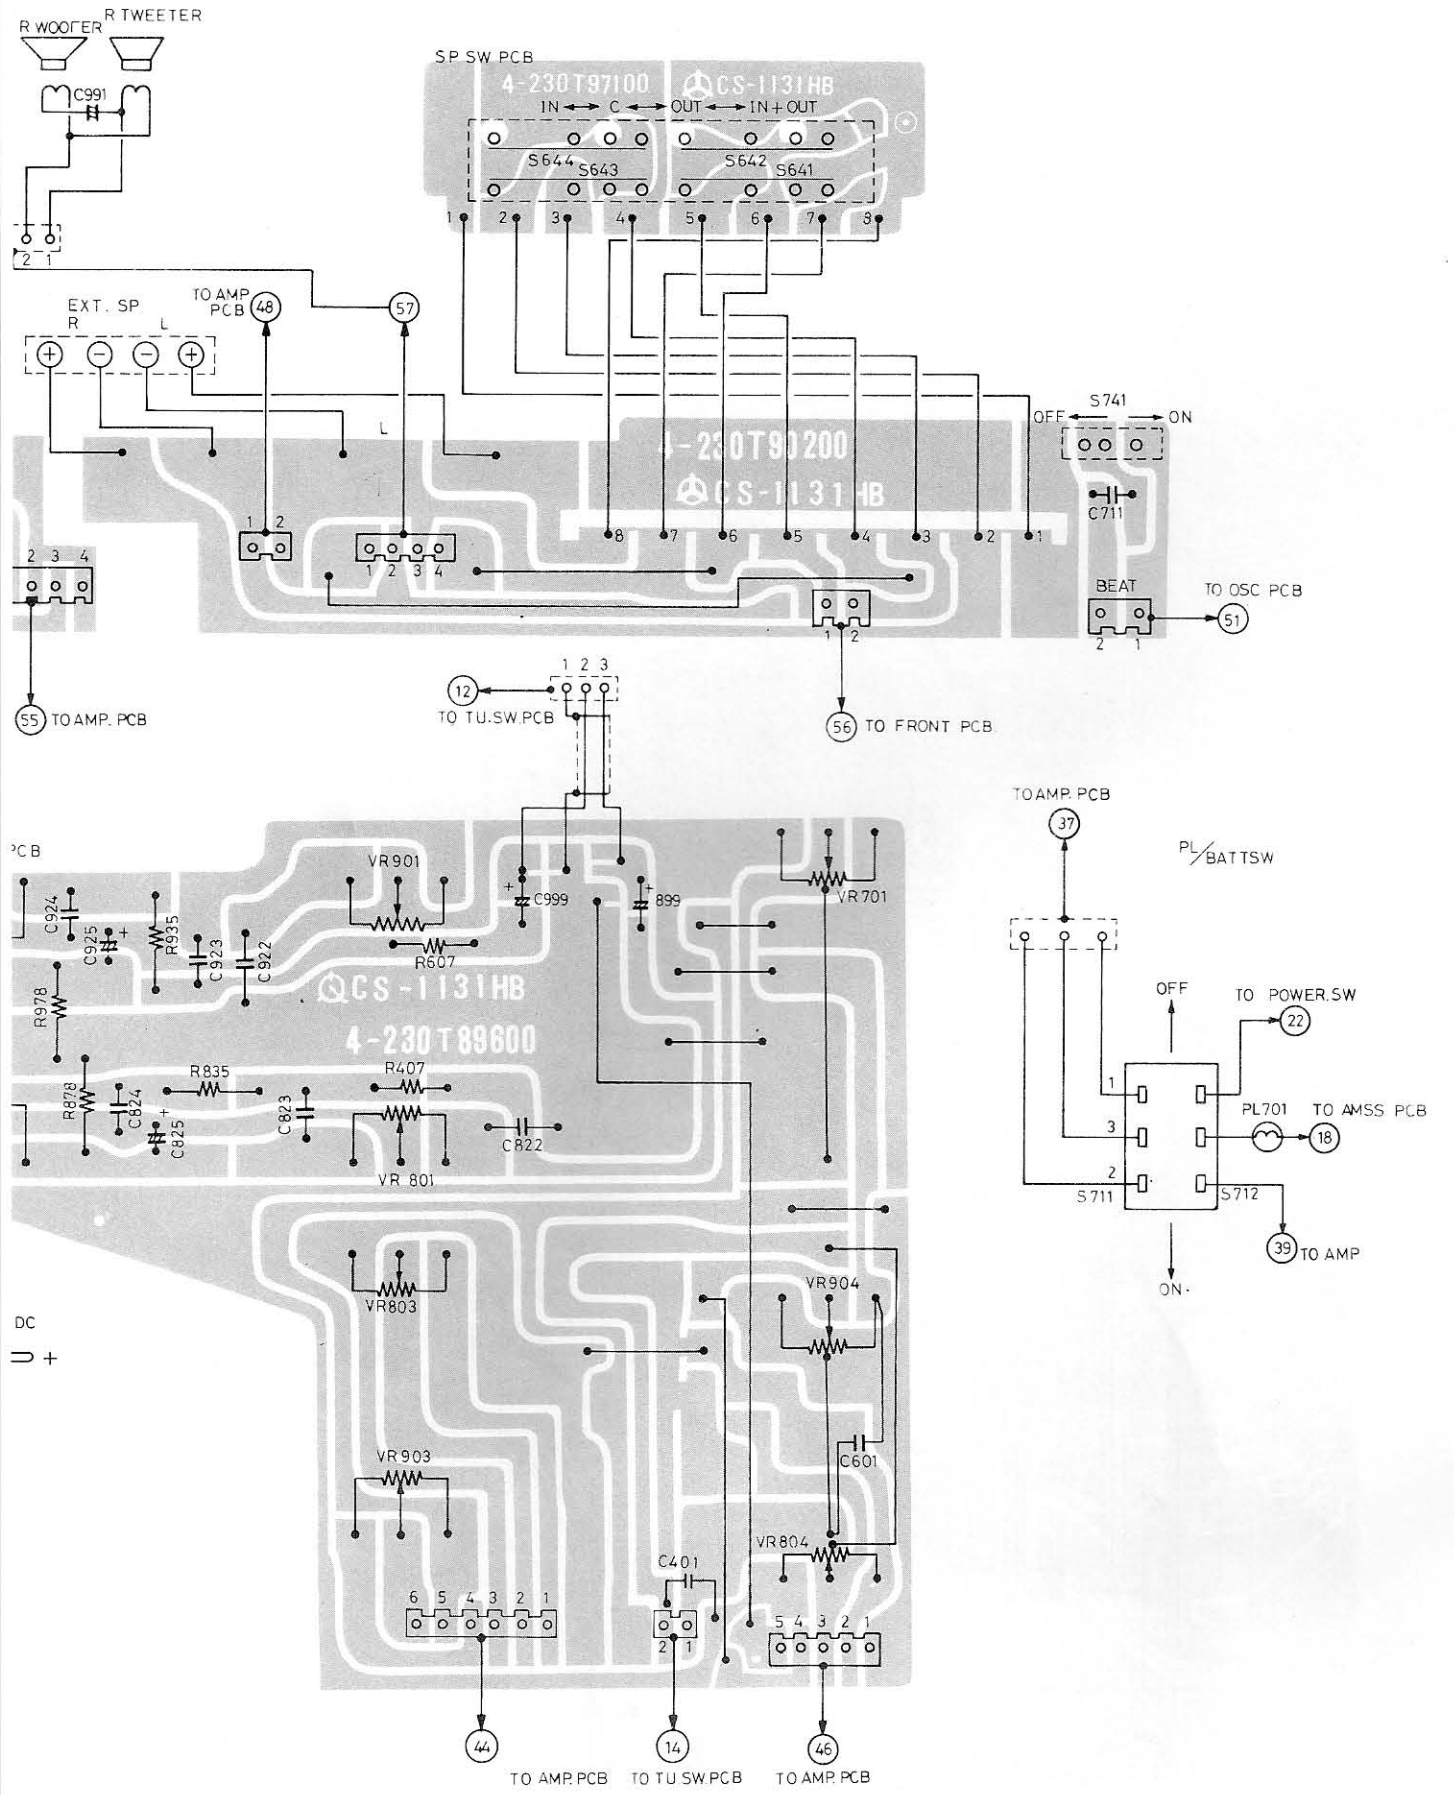 R TWEETER
R WOOFER
C991
2 1
SP SW PCB
4-230T97100 CS-1131HB
IN C OUT IN+OUT
S644 S642
S643 S641
1 2 3 4 5 6 7 8
EXT. SP
R L
+ - - +
TO AMP
PCB
48
57
L
4-230T90200
CS-1131HB
S741
OFF ON
C711
1 2
8 7 6 5 4 3 2 1
1 2 3 4
2 3 4
BEAT
TO OSC PCB
51
2 1
1 2
55 TO AMP. PCB
1 2 3
12
TO TU.SW.PCB
56 TO FRONT PCB.
PCB
C924
C925 +
R935
C923
C922
VR901
R607
+ C999
+ 899
VR701
R978
CS-1131HB
4-230T89600
R878
C824
+
C825
R835
C823
R407
VR 801
C822
DC
+
VR803
VR904
VR903
C601
VR804
C401
6 5 4 3 2 1
2 1
5 4 3 2 1
44
14
46
TO AMP. PCB TO TU SW.PCB TO AMP. PCB
TO AMP. PCB
37
PL/BATTSW
OFF
TO POWER.SW
22
1
PL701 TO AMSS PCB
3
18
2
S711 S712
39 TO AMP
ON